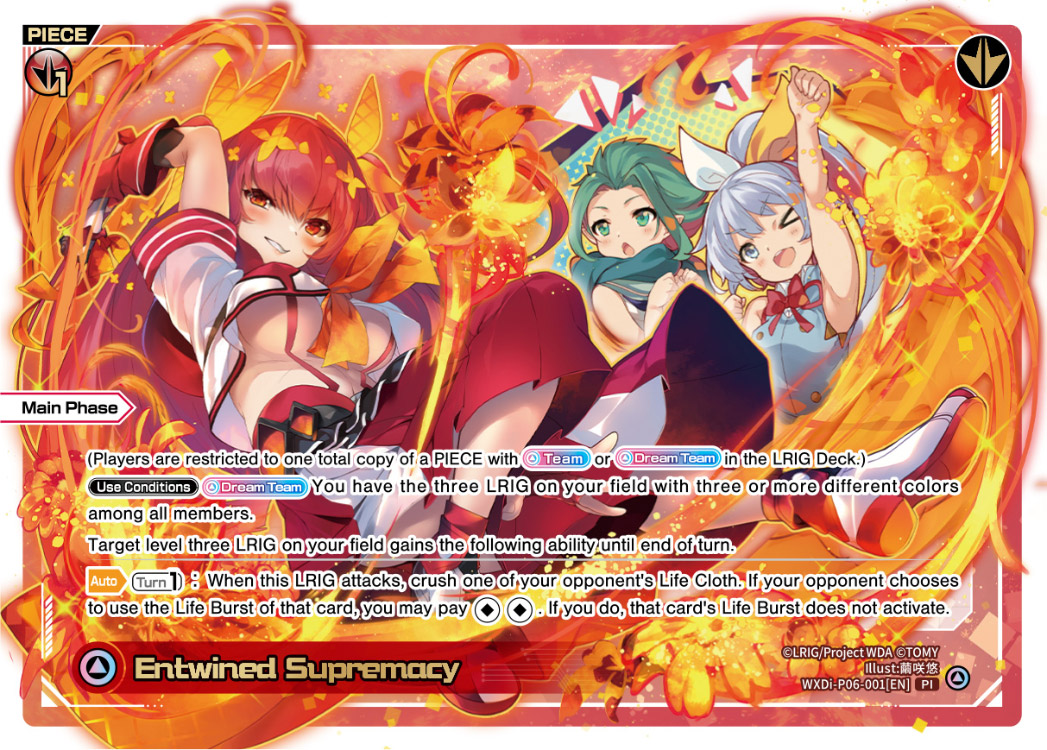 PIECE
1
Main Phase
(Players are restricted to one total copy of a PIECE with Team or Dream Team in the LRIG Deck.)
Use Conditions Dream Team You have the three LRIG on your field with three or more different colors
among all members.
Target level three LRIG on your field gains the following ability until end of turn.
Auto Turn 1 : When this LRIG attacks, crush one of your opponent's Life Cloth. If your opponent chooses
to use the Life Burst of that card, you may pay . If you do, that card's Life Burst does not activate.
Entwined Supremacy
©LRIG/Project WDA ©TOMY
Illust:繭咲悠
WXDi-P06-001[EN] PI